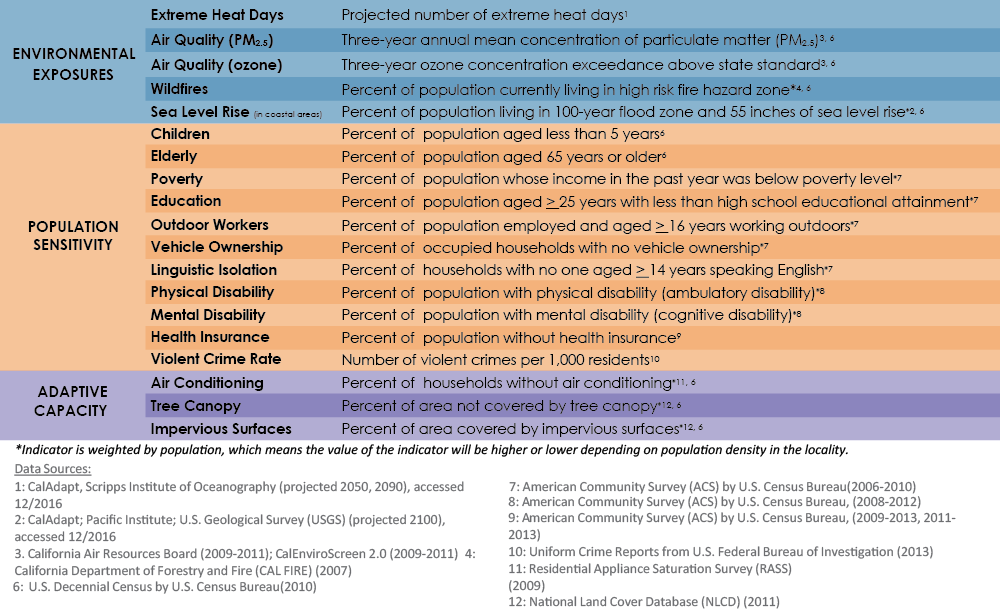 ENVIRONMENTAL
EXPOSURES
Extreme Heat Days Projected number of extreme heat days¹
Air Quality (PM₂.₅) Three-year annual mean concentration of particulate matter (PM₂.₅)³, ⁶
Air Quality (ozone) Three-year ozone concentration exceedance above state standard³, ⁶
Wildfires Percent of population currently living in high risk fire hazard zone*⁴, ⁶
Sea Level Rise (in coastal areas) Percent of population living in 100-year flood zone and 55 inches of sea level rise*², ⁶
POPULATION
SENSITIVITY
Children Percent of population aged less than 5 years⁶
Elderly Percent of population aged 65 years or older⁶
Poverty Percent of population whose income in the past year was below poverty level*⁷
Education Percent of population aged > 25 years with less than high school educational attainment*⁷
Outdoor Workers Percent of population employed and aged > 16 years working outdoors*⁷
Vehicle Ownership Percent of occupied households with no vehicle ownership*⁷
Linguistic Isolation Percent of households with no one aged > 14 years speaking English*⁷
Physical Disability Percent of population with physical disability (ambulatory disability)*⁸
Mental Disability Percent of population with mental disability (cognitive disability)*⁸
Health Insurance Percent of population without health insurance⁹
Violent Crime Rate Number of violent crimes per 1,000 residents¹⁰
ADAPTIVE
CAPACITY
Air Conditioning Percent of households without air conditioning*¹¹, ⁶
Tree Canopy Percent of area not covered by tree canopy*¹², ⁶
Impervious Surfaces Percent of area covered by impervious surfaces*¹², ⁶
*Indicator is weighted by population, which means the value of the indicator will be higher or lower depending on population density in the locality.
Data Sources:
1: CalAdapt, Scripps Institute of Oceanography (projected 2050, 2090), accessed
12/2016
2: CalAdapt; Pacific Institute; U.S. Geological Survey (USGS) (projected 2100),
accessed 12/2016
3. California Air Resources Board (2009-2011); CalEnviroScreen 2.0 (2009-2011) 4:
California Department of Forestry and Fire (CAL FIRE) (2007)
6: U.S. Decennial Census by U.S. Census Bureau(2010)
7: American Community Survey (ACS) by U.S. Census Bureau(2006-2010)
8: American Community Survey (ACS) by U.S. Census Bureau, (2008-2012)
9: American Community Survey (ACS) by U.S. Census Bureau, (2009-2013, 2011-
2013)
10: Uniform Crime Reports from U.S. Federal Bureau of Investigation (2013)
11: Residential Appliance Saturation Survey (RASS)
(2009)
12: National Land Cover Database (NLCD) (2011)